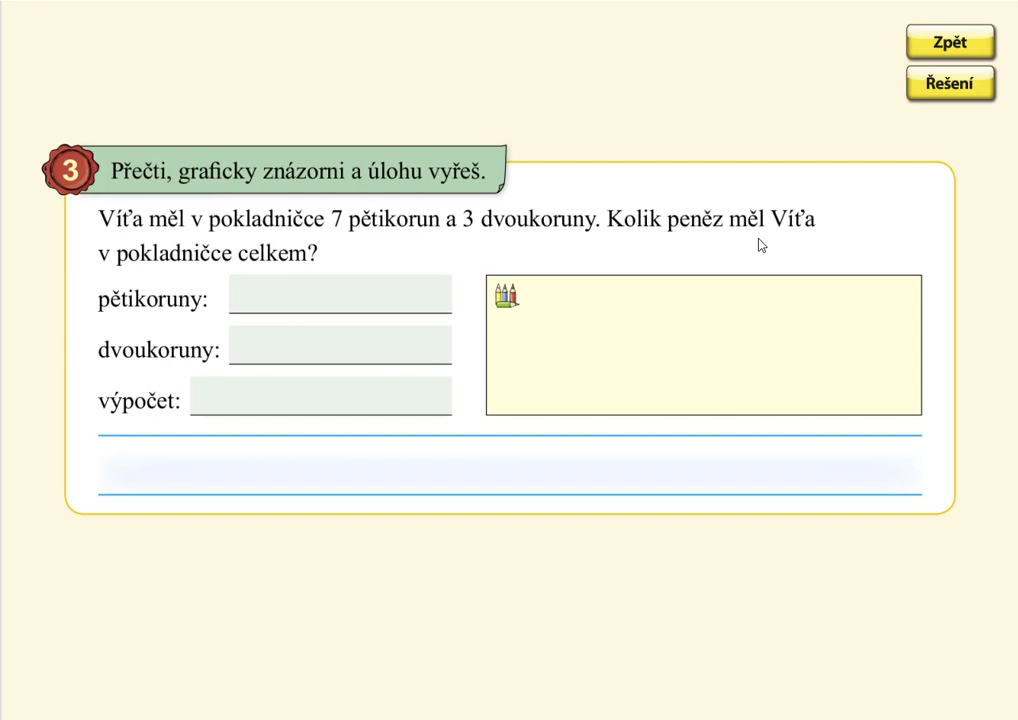 Zpět
Řešení
3 Přečti, graficky znázorni a úlohu vyřeš.
Víťa měl v pokladničce 7 pětikorun a 3 dvoukoruny. Kolik peněz měl Víťa
v pokladničce celkem?
pětikoruny:
dvoukoruny:
výpočet: